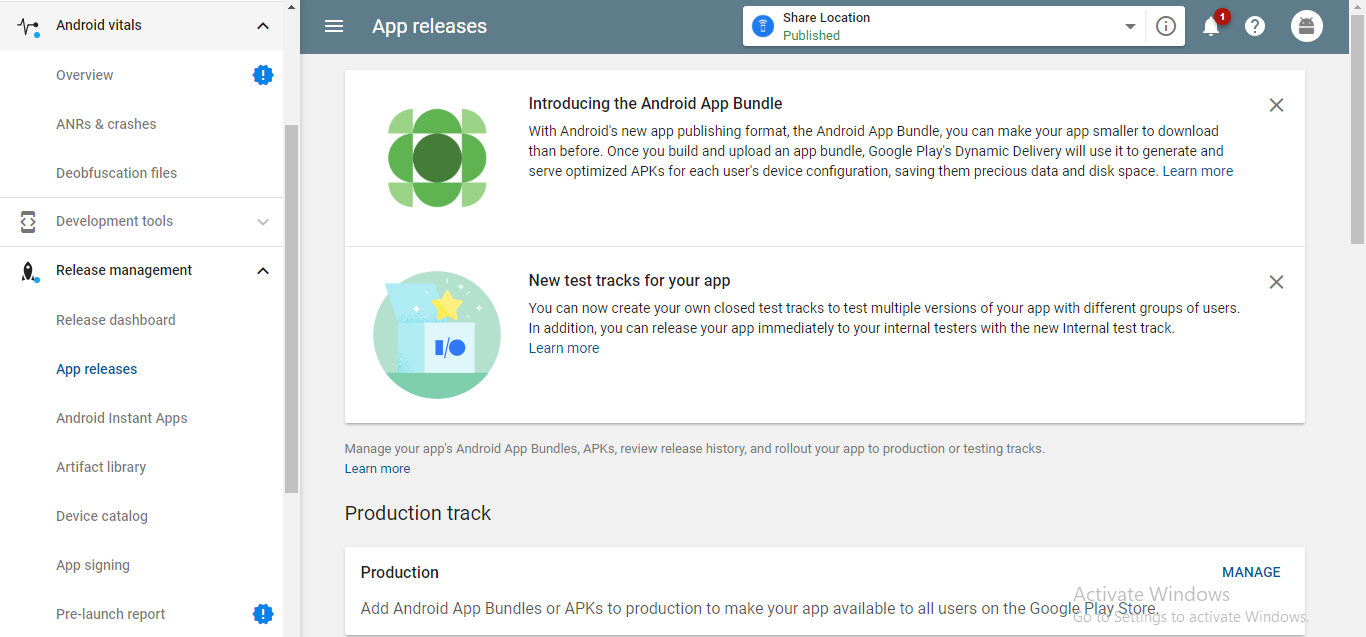 Android vitals
Overview
ANRs & crashes
Deobfuscation files
Development tools
Release management
Release dashboard
App releases
Android Instant Apps
Artifact library
Device catalog
App signing
Pre-launch report
App releases
Share Location
Published
1
Introducing the Android App Bundle
With Android's new app publishing format, the Android App Bundle, you can make your app smaller to download
than before. Once you build and upload an app bundle, Google Play's Dynamic Delivery will use it to generate and
serve optimized APKs for each user's device configuration, saving them precious data and disk space. Learn more
I/O
New test tracks for your app
You can now create your own closed test tracks to test multiple versions of your app with different groups of users.
In addition, you can release your app immediately to your internal testers with the new Internal test track.
Learn more
Manage your app's Android App Bundles, APKs, review release history, and rollout your app to production or testing tracks.
Learn more
Production track
Production
MANAGE
Add Android App Bundles or APKs to production to make your app available to all users on the Google Play Store.
Activate Windows
Go to Settings to activate Windows.